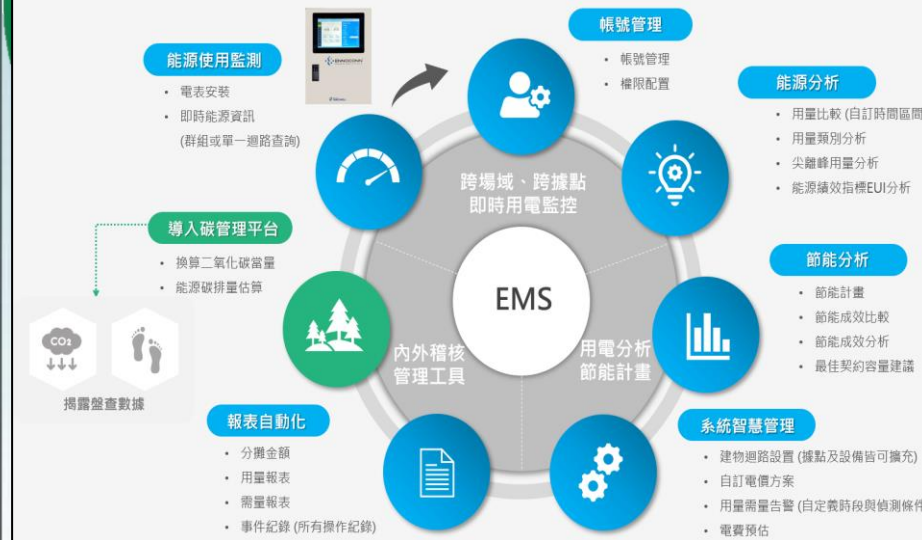 帳號管理
• 帳號管理
• 權限配置
能源使用監測
• 電表安裝
• 即時能源資訊
(群組或單一迴路查詢)
ENNOCONN
能源分析
• 用量比較 (自訂時間區間
• 用量類別分析
• 尖離峰用量分析
• 能源績效指標EUI分析
跨場域、跨據點
即時用電監控
EMS
內外稽核
管理工具
用電分析
節能計畫
導入碳管理平台
• 換算二氧化碳當量
• 能源碳排量估算
CO2
揭露盤查數據
節能分析
• 節能計畫
• 節能成效比較
• 節能成效分析
• 最佳契約容量建議
報表自動化
• 分攤金額
• 用量報表
• 需量報表
• 事件紀錄 (所有操作紀錄)
系統智慧管理
• 建物迴路設置 (據點及設備皆可擴充)
• 自訂電價方案
• 用量需量告警 (自定義時段與偵測條件
• 電費預估